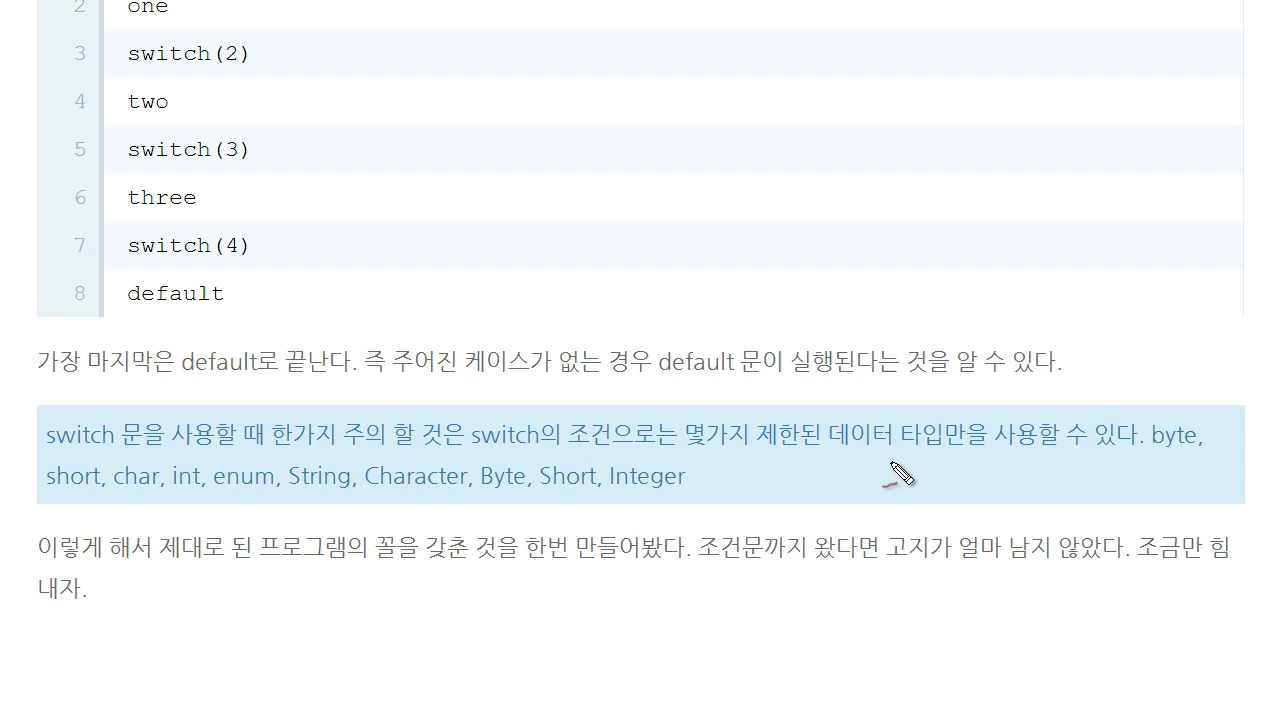 2 one
3 switch(2)
4 two
5 switch(3)
6 three
7 switch(4)
8 default
가장 마지막은 default로 끝난다. 즉 주어진 케이스가 없는 경우 default 문이 실행된다는 것을 알 수 있다.
switch 문을 사용할 때 한가지 주의 할 것은 switch의 조건으로는 몇가지 제한된 데이터 타입만을 사용할 수 있다. byte,
short, char, int, enum, String, Character, Byte, Short, Integer
이렇게 해서 제대로 된 프로그램의 꼴을 갖춘 것을 한번 만들어봤다. 조건문까지 왔다면 고지가 얼마 남지 않았다. 조금만 힘
내자.